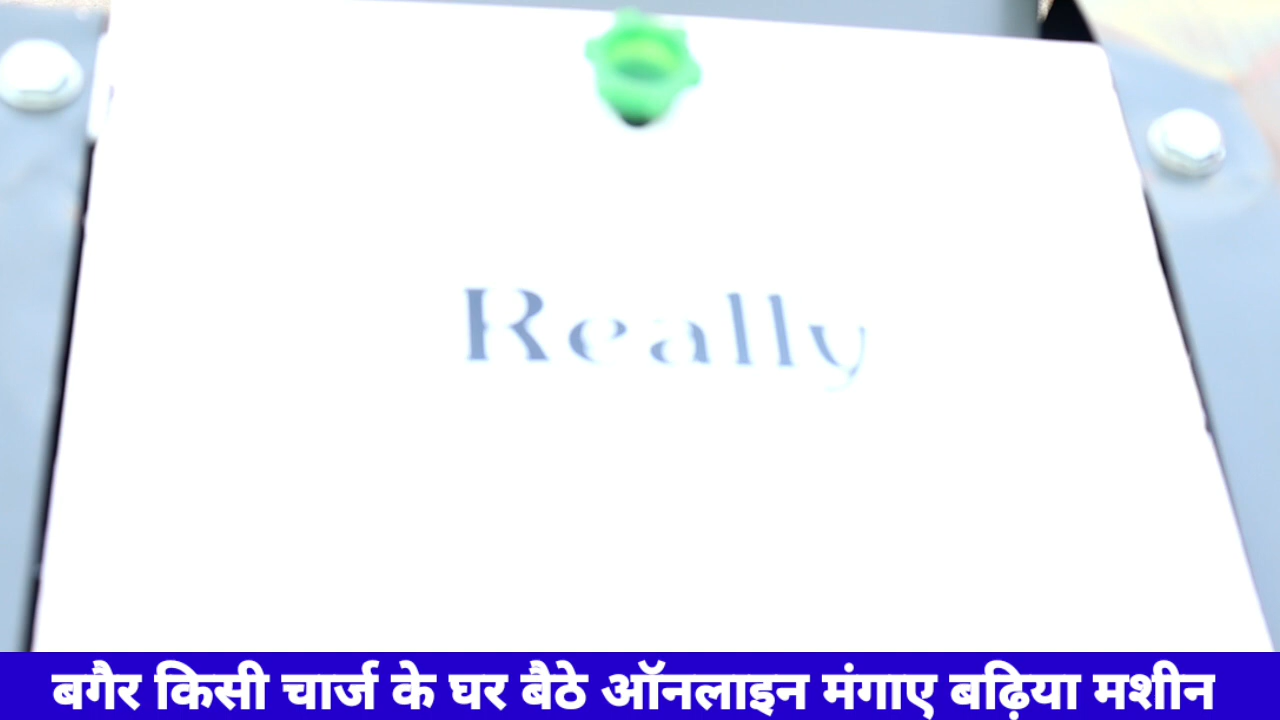 Really
बगैर किसी चार्ज के घर बैठे ऑनलाइन मंगाए बढ़िया मशीन